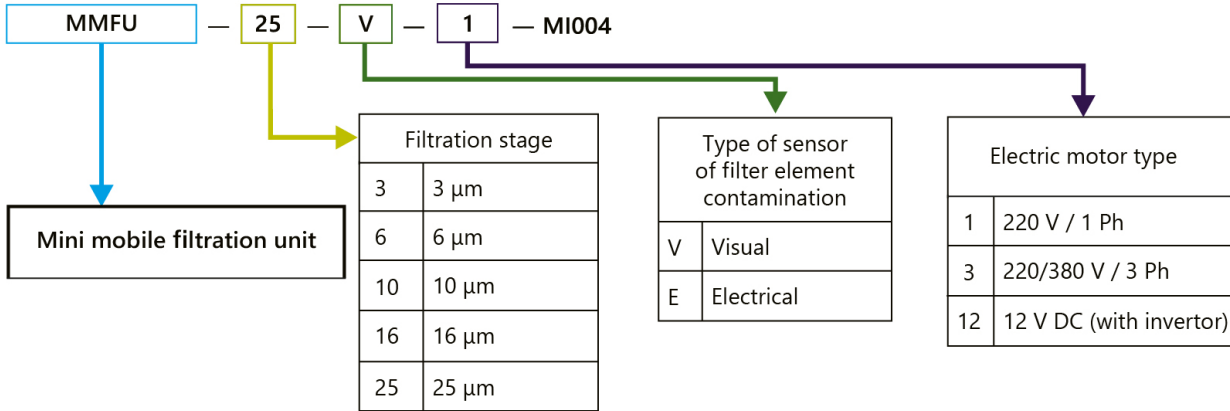 MMFU — 25 — V — 1 — MI004
Mini mobile filtration unit
Filtration stage
3 3 µm
6 6 µm
10 10 µm
16 16 µm
25 25 µm
Type of sensor
of filter element
contamination
V Visual
E Electrical
Electric motor type
1 220 V / 1 Ph
3 220/380 V / 3 Ph
12 12 V DC (with invertor)